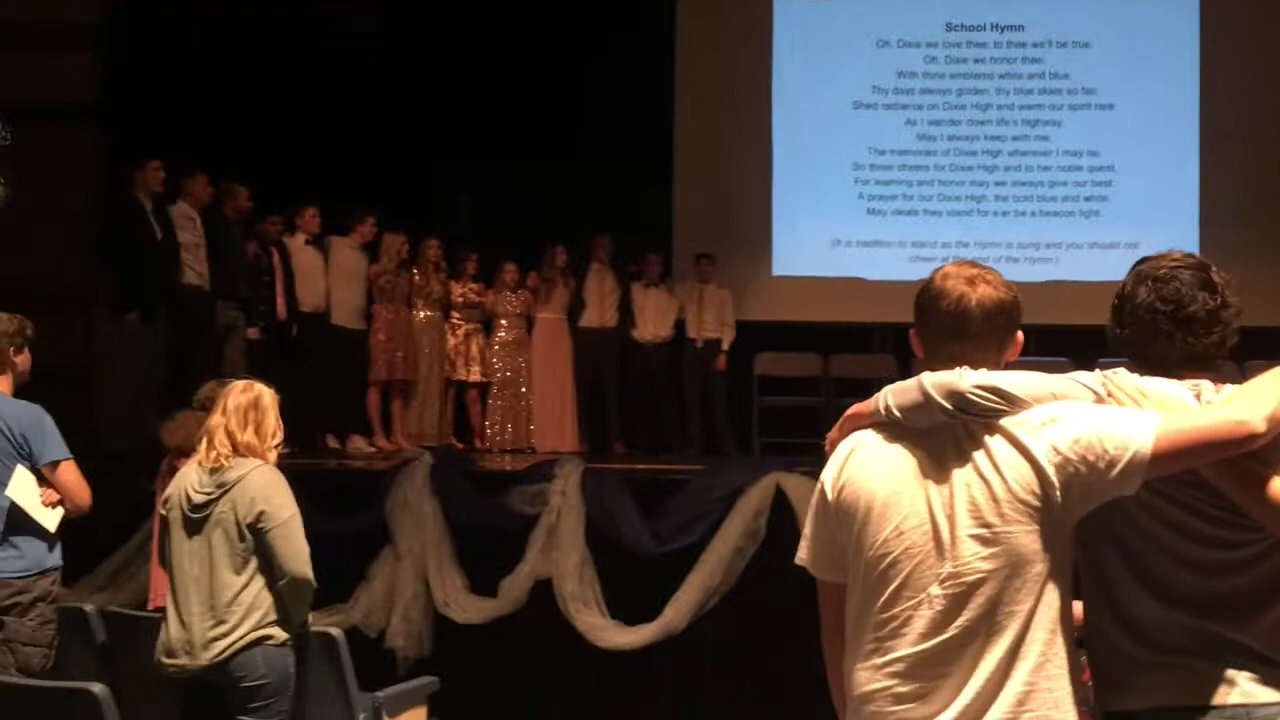 School Hymn
Oh, Dixie we love thee, to thee we'll be true.
Oh, Dixie we honor thee.
With thine emblems white and blue.
Thy days always golden, thy blue skies so fair.
Shed radiance on Dixie High and warm our spirit rare.
As I wander down life's highway.
May I always keep with me.
The memories of Dixie High wherever I may be.
So three cheers for Dixie High and to her noble quest.
For learning and honor may we always give our best.
A prayer for our Dixie High, the bold blue and white.
May ideals they stand for e'er be a beacon light.
(It is tradition to stand as the Hymn is sung and you should not
cheer at the end of the Hymn.)